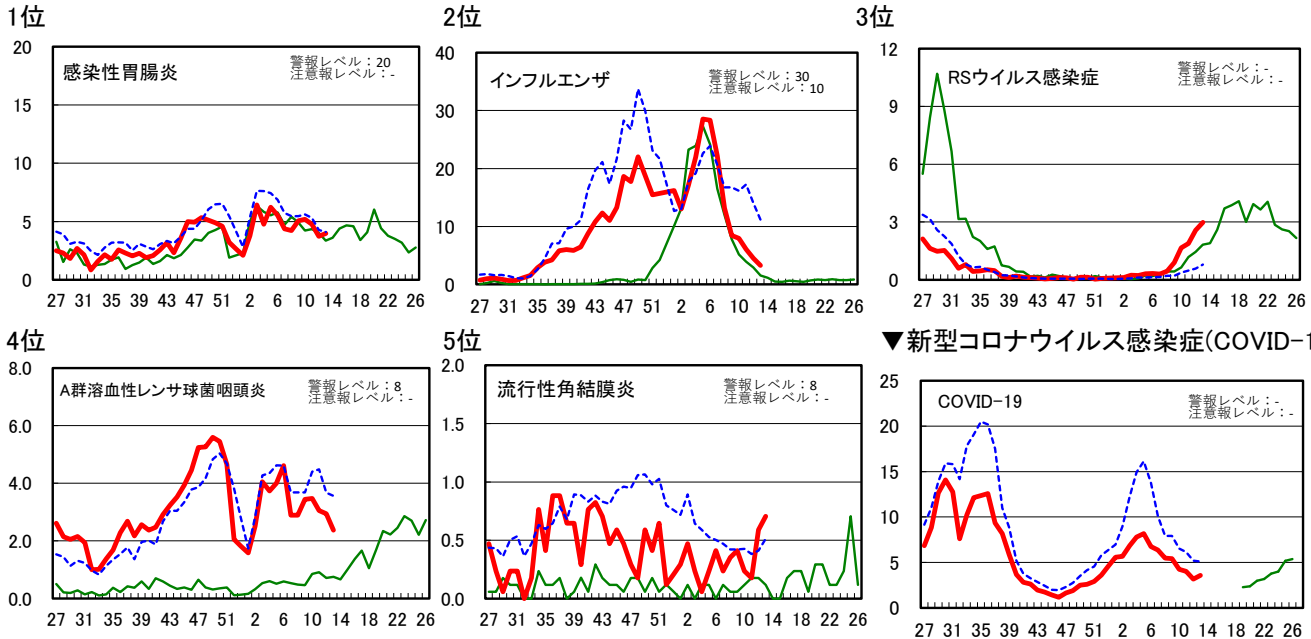 1位
20
15
10
5
0
感染性胃腸炎
警報レベル：20
注意報レベル：-
27 31 35 39 43 47 51 2 6 10 14 18 22 26
2位
40
30
20
10
0
インフルエンザ
警報レベル：30
注意報レベル：10
27 31 35 39 43 47 51 2 6 10 14 18 22 26
3位
12
9
6
3
0
RSウイルス感染症
警報レベル：-
注意報レベル：-
27 31 35 39 43 47 51 2 6 10 14 18 22 26
4位
8.0
6.0
4.0
2.0
0.0
A群溶血性レンサ球菌咽頭炎
警報レベル：8
注意報レベル：-
27 31 35 39 43 47 51 2 6 10 14 18 22 26
5位
2.0
1.5
1.0
0.5
0.0
流行性角結膜炎
警報レベル：8
注意報レベル：-
27 31 35 39 43 47 51 2 6 10 14 18 22 26
▼新型コロナウイルス感染症(COVID-1
25
20
15
10
5
0
COVID-19
警報レベル：-
注意報レベル：-
27 31 35 39 43 47 51 2 6 10 14 18 22 26